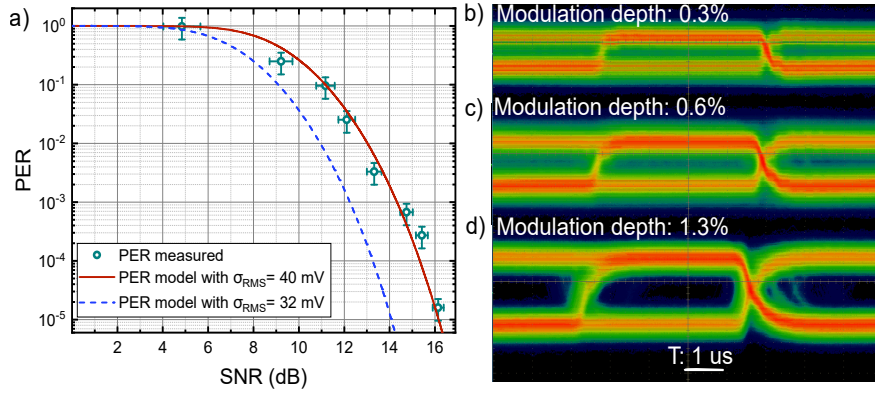 a)
10⁰
10⁻¹
10⁻²
10⁻³
10⁻⁴
10⁻⁵
PER
PER measured
PER model with σRMS= 40 mV
PER model with σRMS= 32 mV
2 4 6 8 10 12 14 16
SNR (dB)
b)
Modulation depth: 0.3%
c)
Modulation depth: 0.6%
d)
Modulation depth: 1.3%
T: 1 us